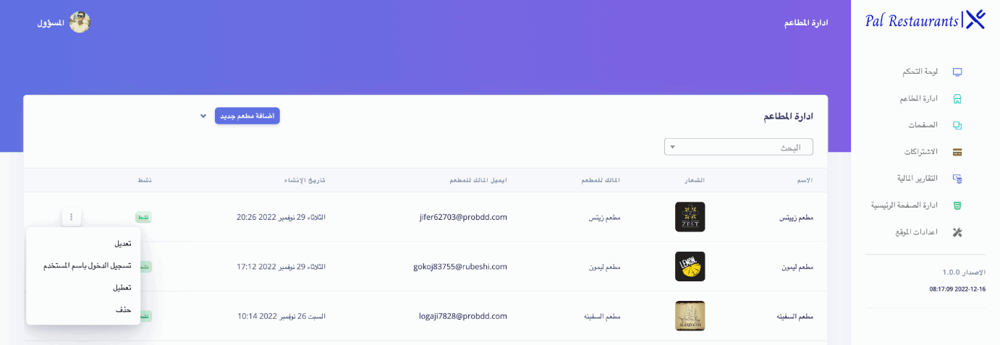 Pal Restaurants
لوحة التحكم
ادارة المطاعم
الصفحات
الاشتراكات
التقارير المالية
ادارة الصفحة الرئيسية
اعدادات الموقع
الاصدار 1.0.0
08:17:09 2022-12-16
ادارة المطاعم
المسؤول
ادارة المطاعم
اضافة مطعم جديد
البحث
الاسم الشعار المالك للمطعم ايميل المالك للمطعم تاريخ الإنشاء نشط
مطعم زييتس ZEST مطعم زيتس jifer62703@probdd.com الثلاثاء 29 نوفمبر 2022 20:26 نشط
مطعم ليمون LEMON. مطعم ليمون gokoj83755@rubeshi.com الثلاثاء 29 نوفمبر 2022 17:12
مطعم السفينه مطعم السفينه logaji7828@probdd.com السبت 26 نوفمبر 2022 10:14
تعديل
تسجيل الدخول باسم المستخدم
تعطيل
حذف